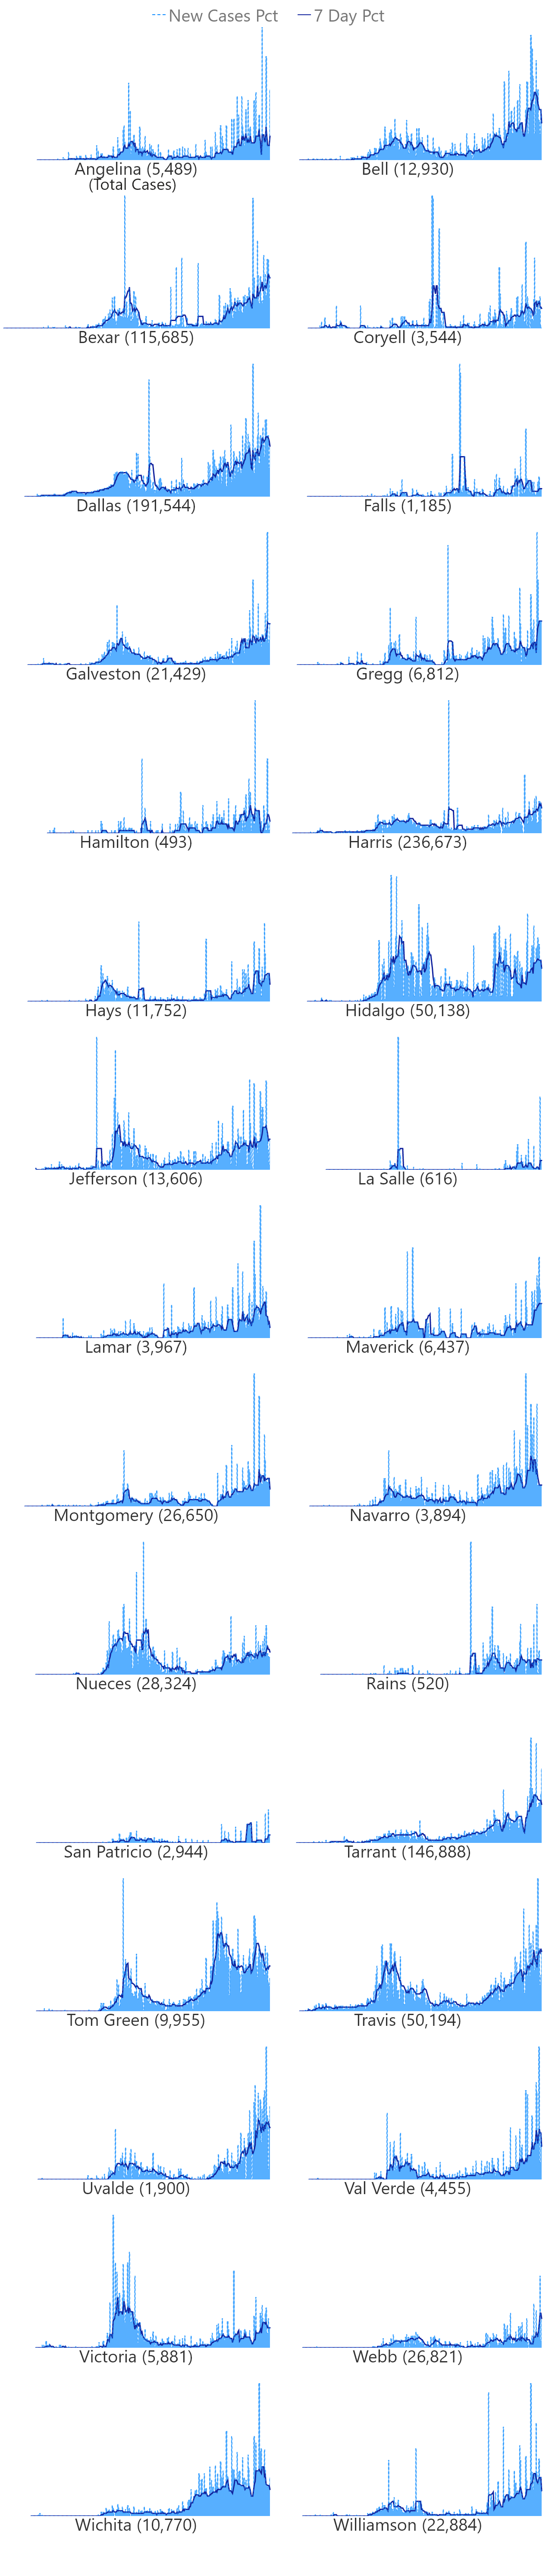 New Cases Pct 7 Day Pct
Angelina (5,489) Bell (12,930)
(Total Cases)
Bexar (115,685) Coryell (3,544)
Dallas (191,544) Falls (1,185)
Galveston (21,429) Gregg (6,812)
Hamilton (493) Harris (236,673)
Hays (11,752) Hidalgo (50,138)
Jefferson (13,606) La Salle (616)
Lamar (3,967) Maverick (6,437)
Montgomery (26,650) Navarro (3,894)
Nueces (28,324) Rains (520)
San Patricio (2,944) Tarrant (146,888)
Tom Green (9,955) Travis (50,194)
Uvalde (1,900) Val Verde (4,455)
Victoria (5,881) Webb (26,821)
Wichita (10,770) Williamson (22,884)